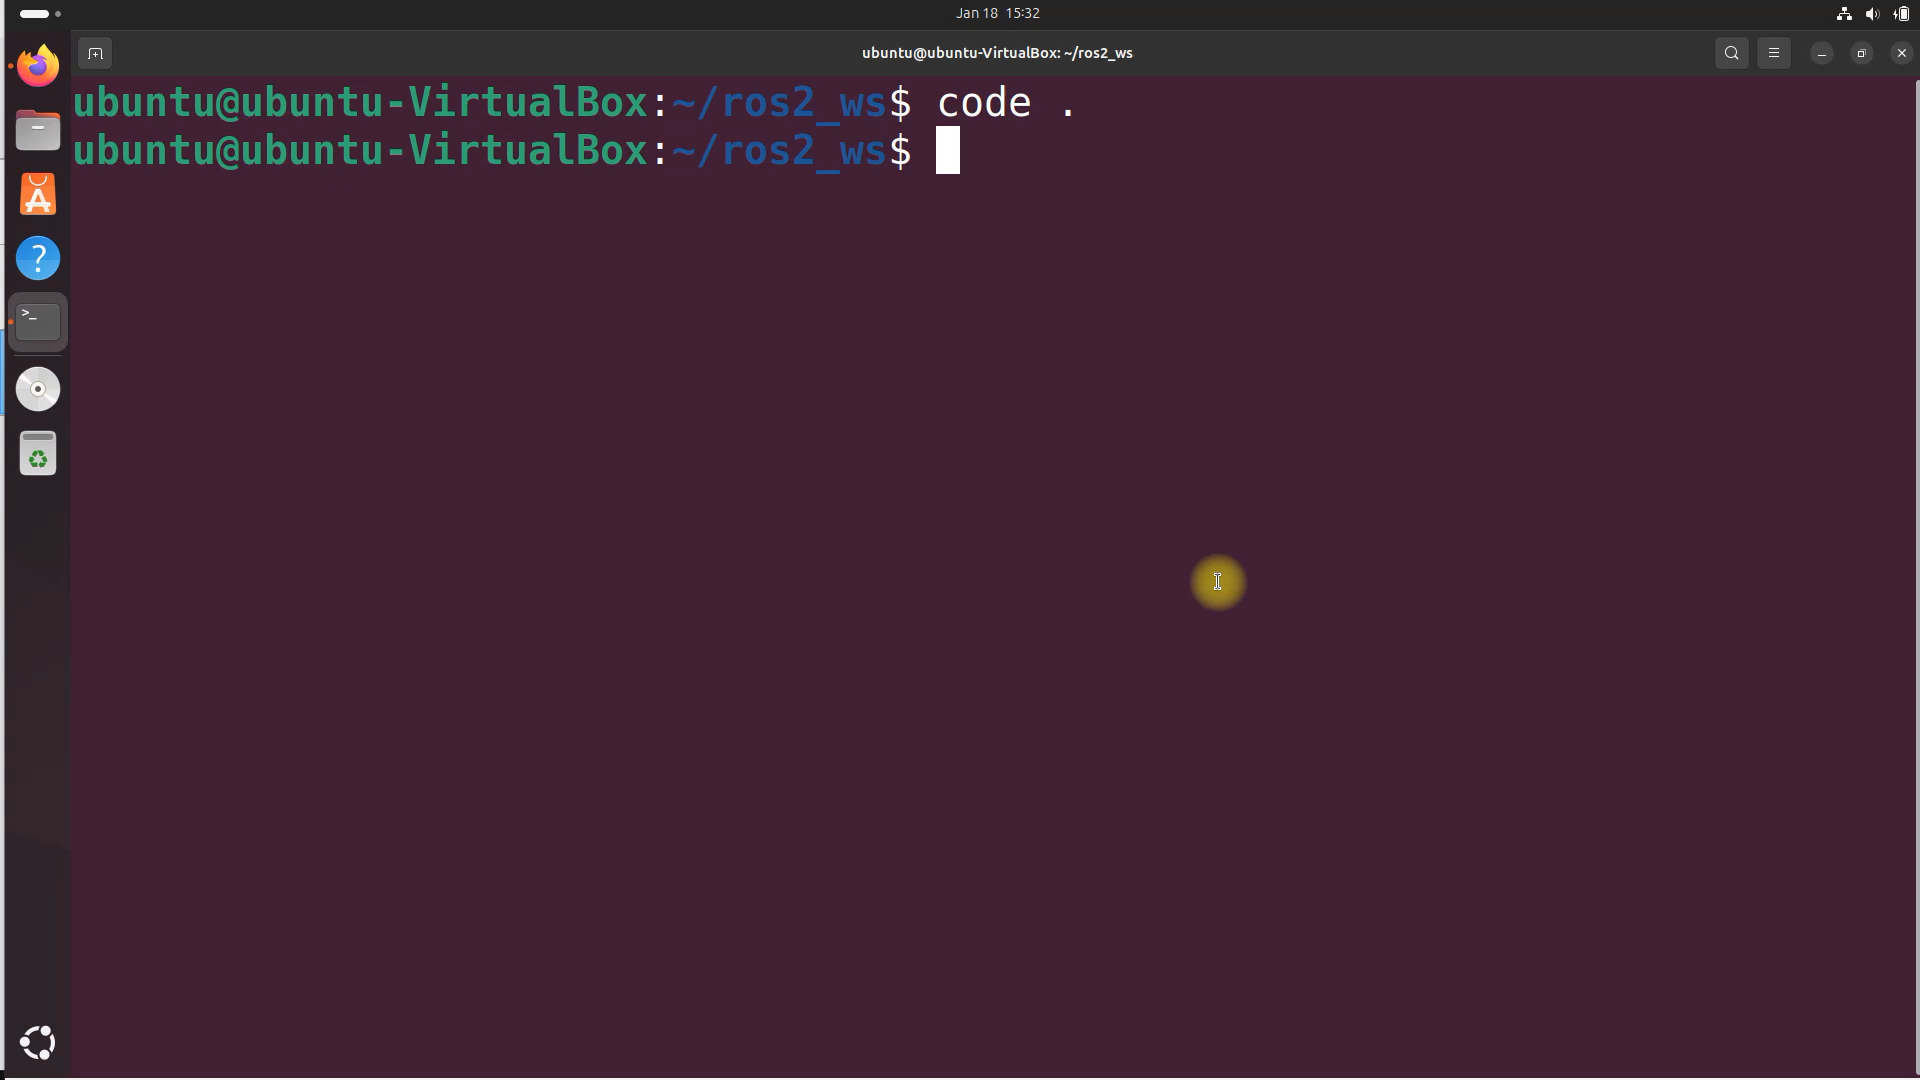 Jan 18 15:32
ubuntu@ubuntu-VirtualBox: ~/ros2_ws
ubuntu@ubuntu-VirtualBox:~/ros2_ws$ code .
ubuntu@ubuntu-VirtualBox:~/ros2_ws$